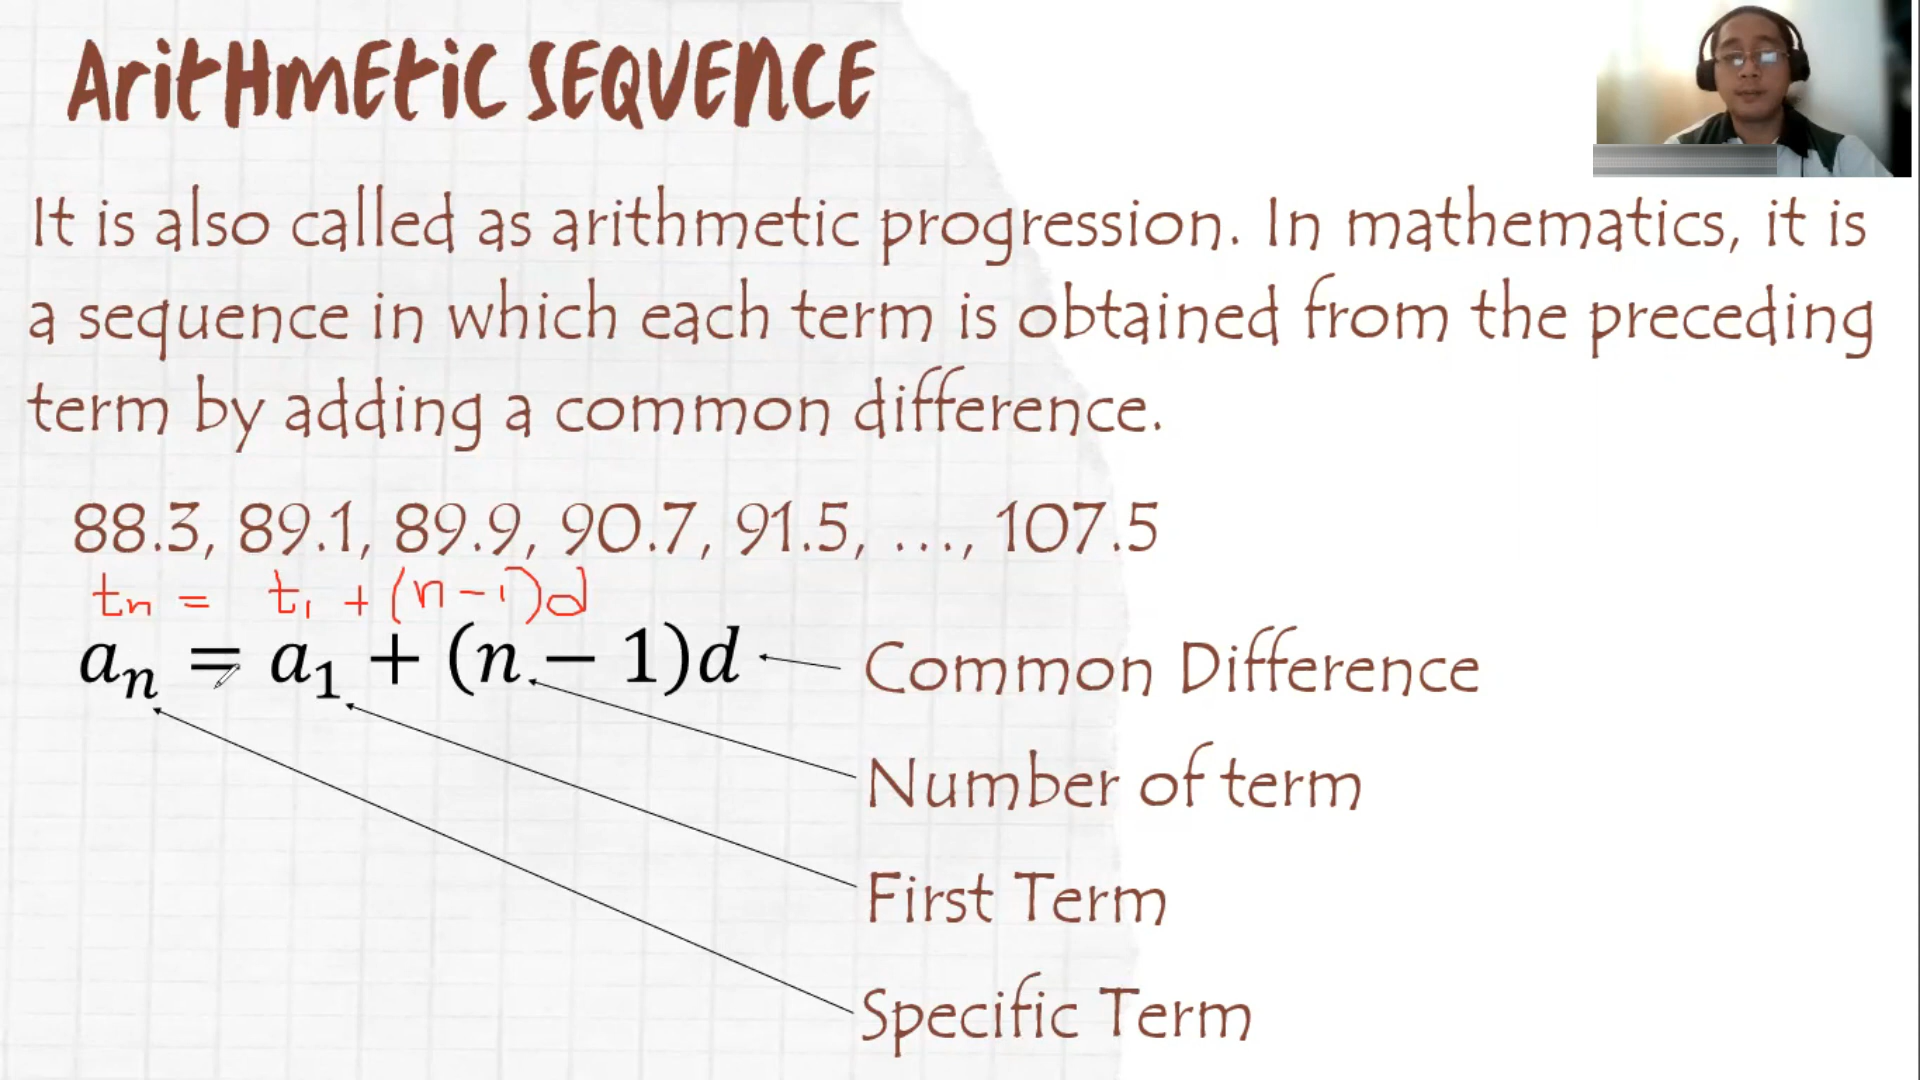 ARITHMETIC SEQUENCE
It is also called as arithmetic progression. In mathematics, it is
a sequence in which each term is obtained from the preceding
term by adding a common difference.
88.3, 89.1, 89.9, 90.7, 91.5, ..., 107.5
tn = t₁ + (n-1)d
aₙ = a₁ + (n − 1)d
Common Difference
Number of term
First Term
Specific Term